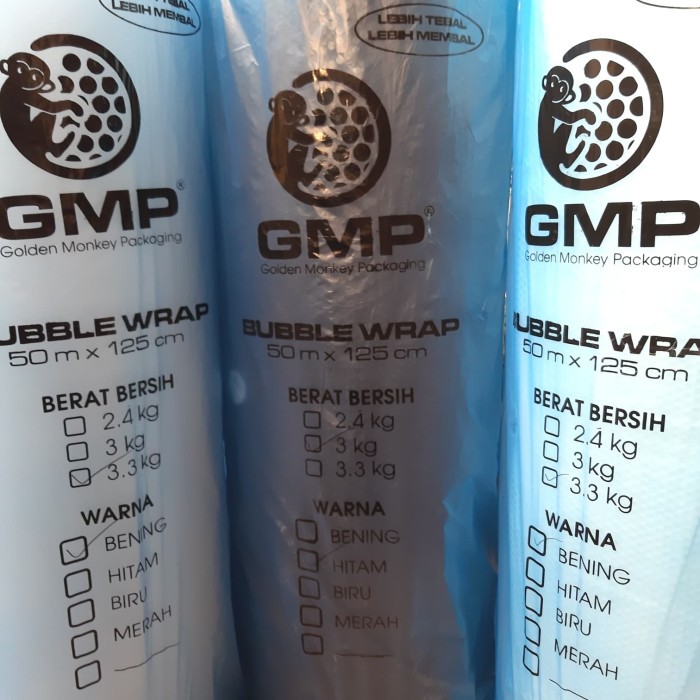 LEBIH TEBAL
LEBIH MEMBAL
GMP®
Golden Monkey Packaging
UBBLE WRAP
50 m x 125 cm
BERAT BERSIH
2.4 kg
3 kg
3.3 kg
WARNA
BENING
HITAM
BIRU
MERAH
LEBIH TEBAL
LEBIH MEMBAL
GMP®
Golden Monkey Packaging
BUBBLE WRAP
50 m x 125 cm
BERAT BERSIH
2.4 kg
3 kg
3.3 kg
WARNA
BENING
HITAM
BIRU
MERAH
GMP
Golden Monkey Packaging
UBBLE WRA
50 m x 125 cm
BERAT BERSIH
2.4 kg
3 kg
3.3 kg
WARNA
BENING
HITAM
BIRU
MERAH